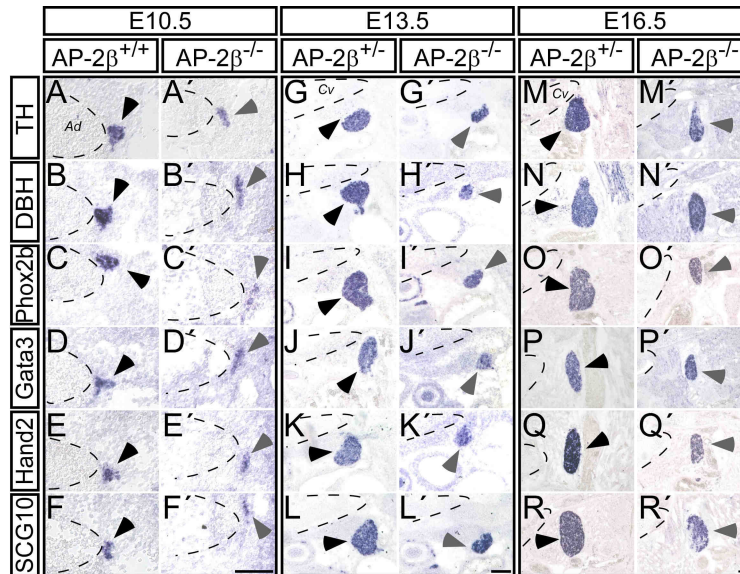 E10.5 E13.5 E16.5
AP-2β+/+ AP-2β-/- AP-2β+/- AP-2β-/- AP-2β+/- AP-2β-/-
TH A Ad A′ G Cv G′ M Cv M′
DBH B B′ H H′ N N′
Phox2b C C′ I I′ O O′
Gata3 D D′ J J′ P P′
Hand2 E E′ K K′ Q Q′
SCG10 F F′ L L′ R R′